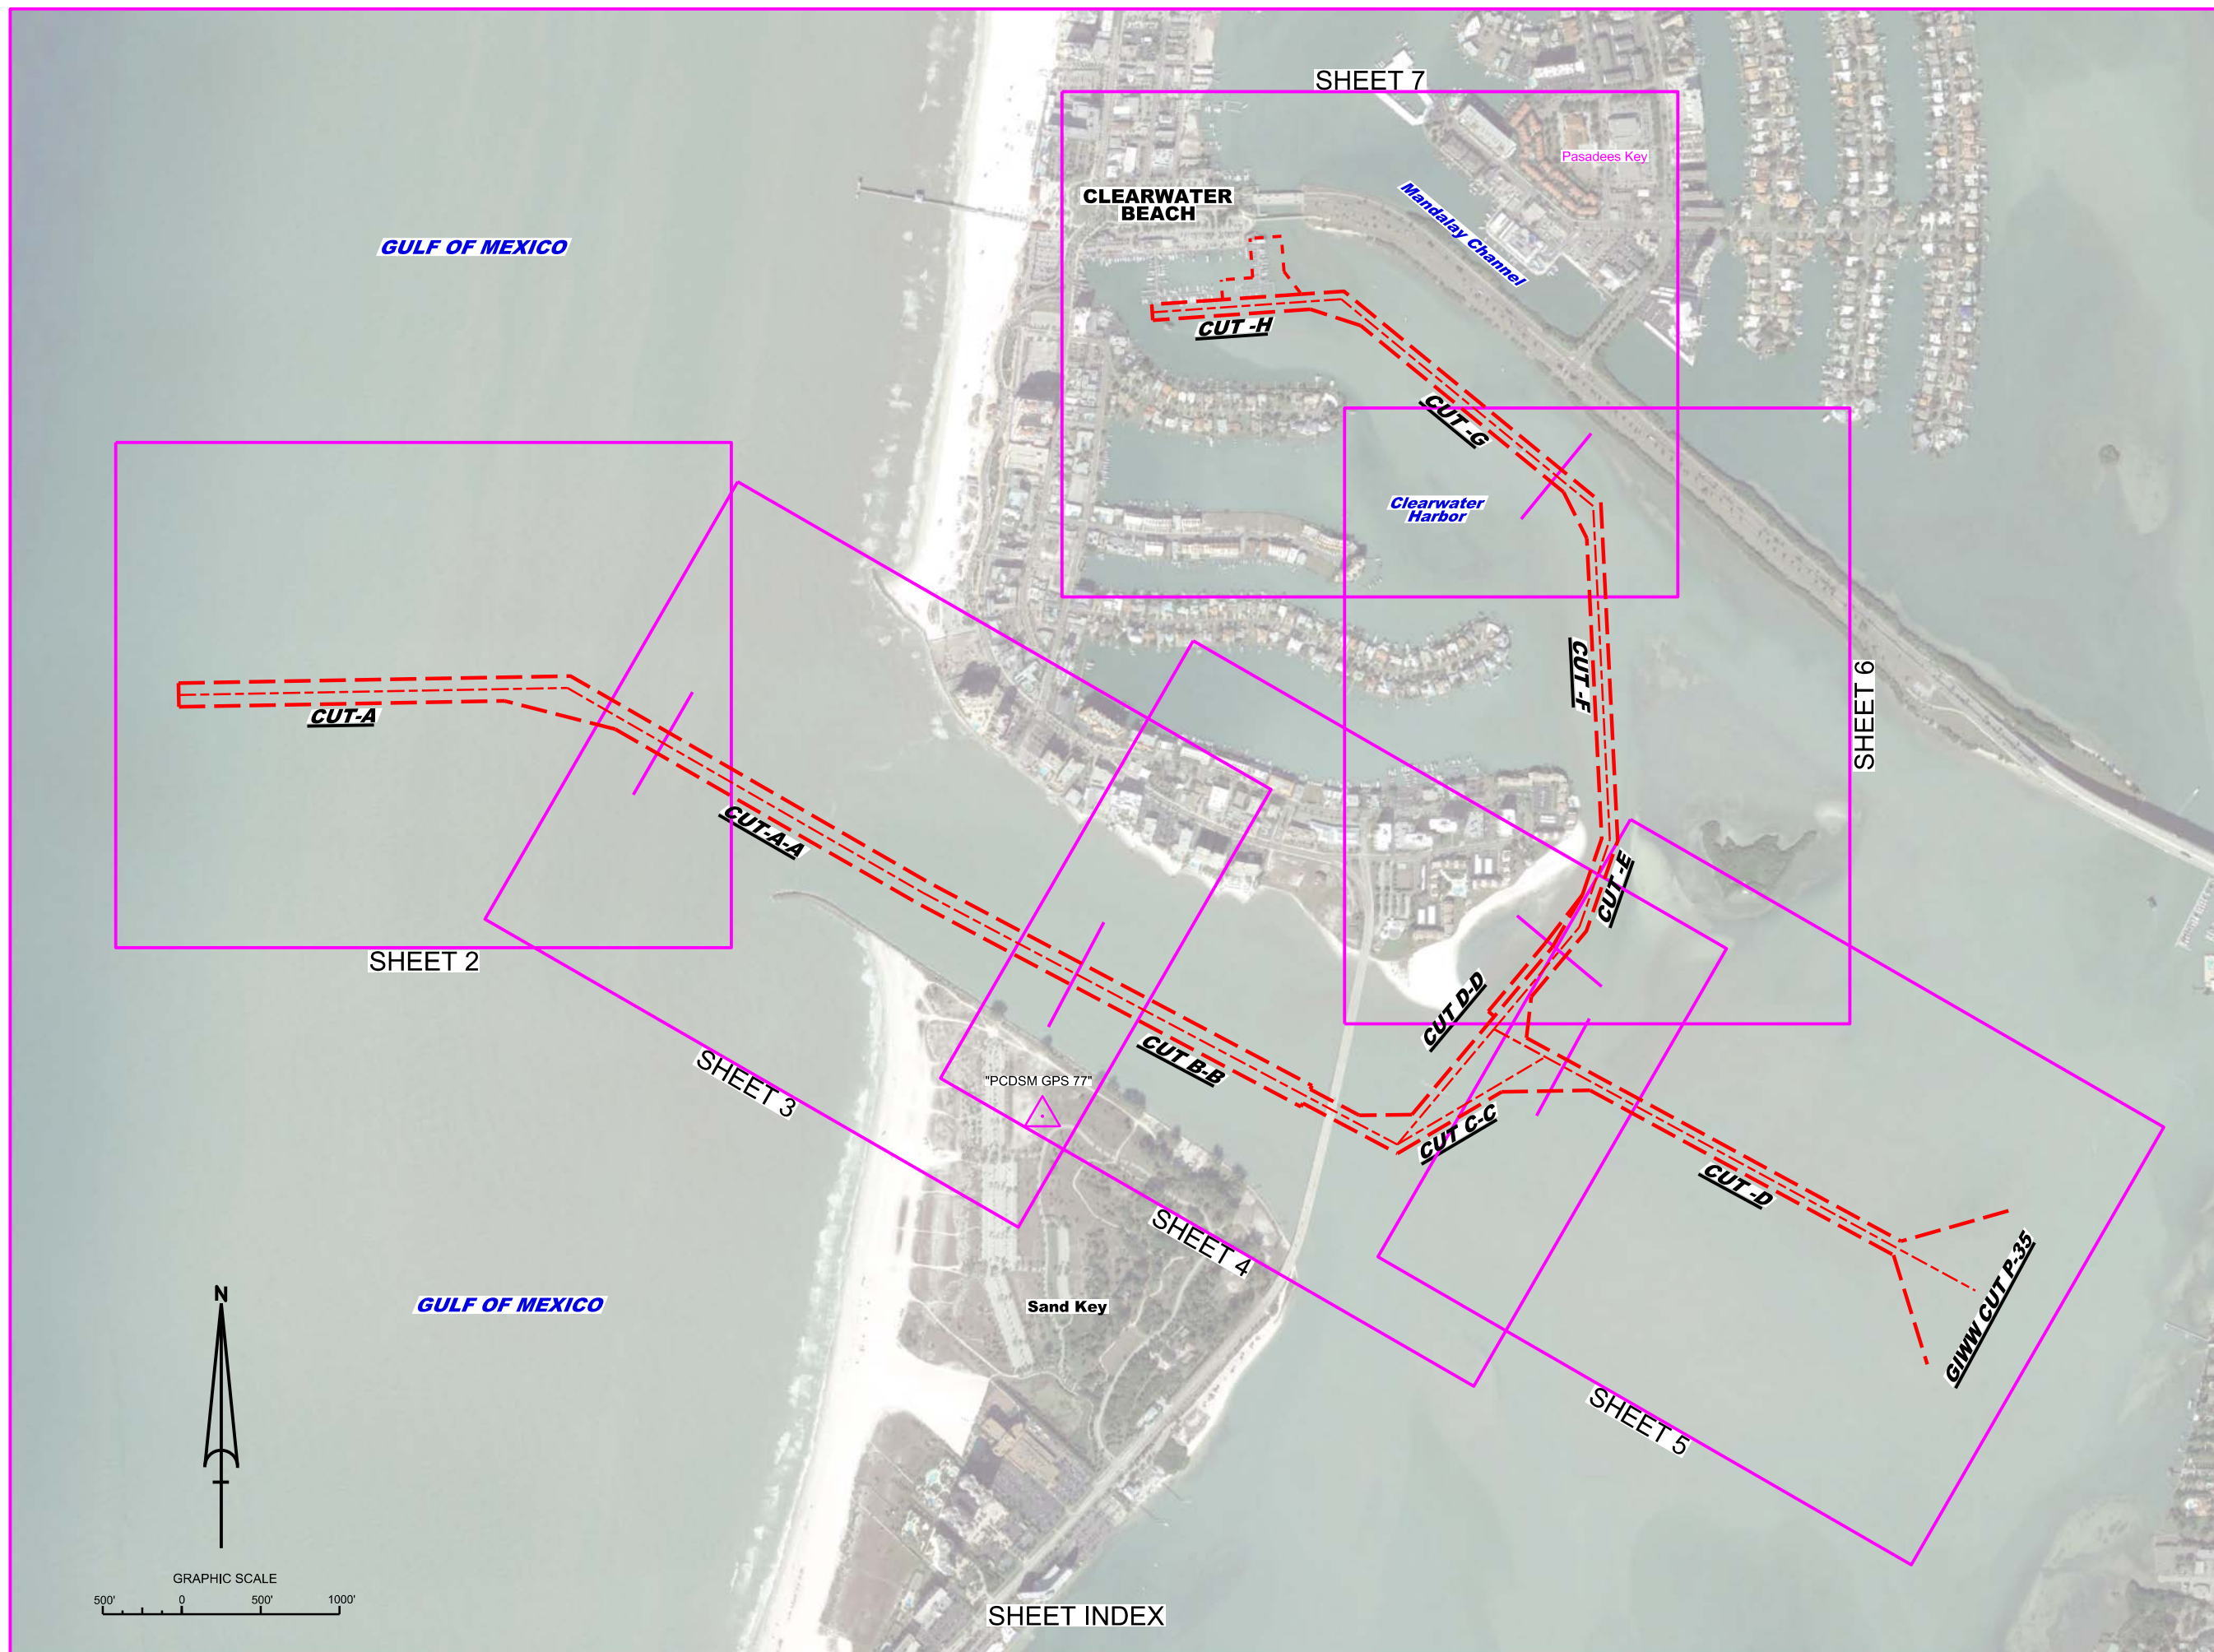 SHEET 7
Pasadees Key
CLEARWATER
BEACH
Mandalay Channel
GULF OF MEXICO
CUT -H
CUT -G
Clearwater
Harbor
CUT -F
SHEET 6
CUT-A
CUT-A-A
CUT -E
SHEET 2
CUT D-D
CUT B-B
SHEET 3
"PCDSM GPS 77"
CUT C-C
CUT -D
SHEET 4
GIWW CUT P-35
N
GULF OF MEXICO
Sand Key
SHEET 5
GRAPHIC SCALE
500' 0 500' 1000'
SHEET INDEX